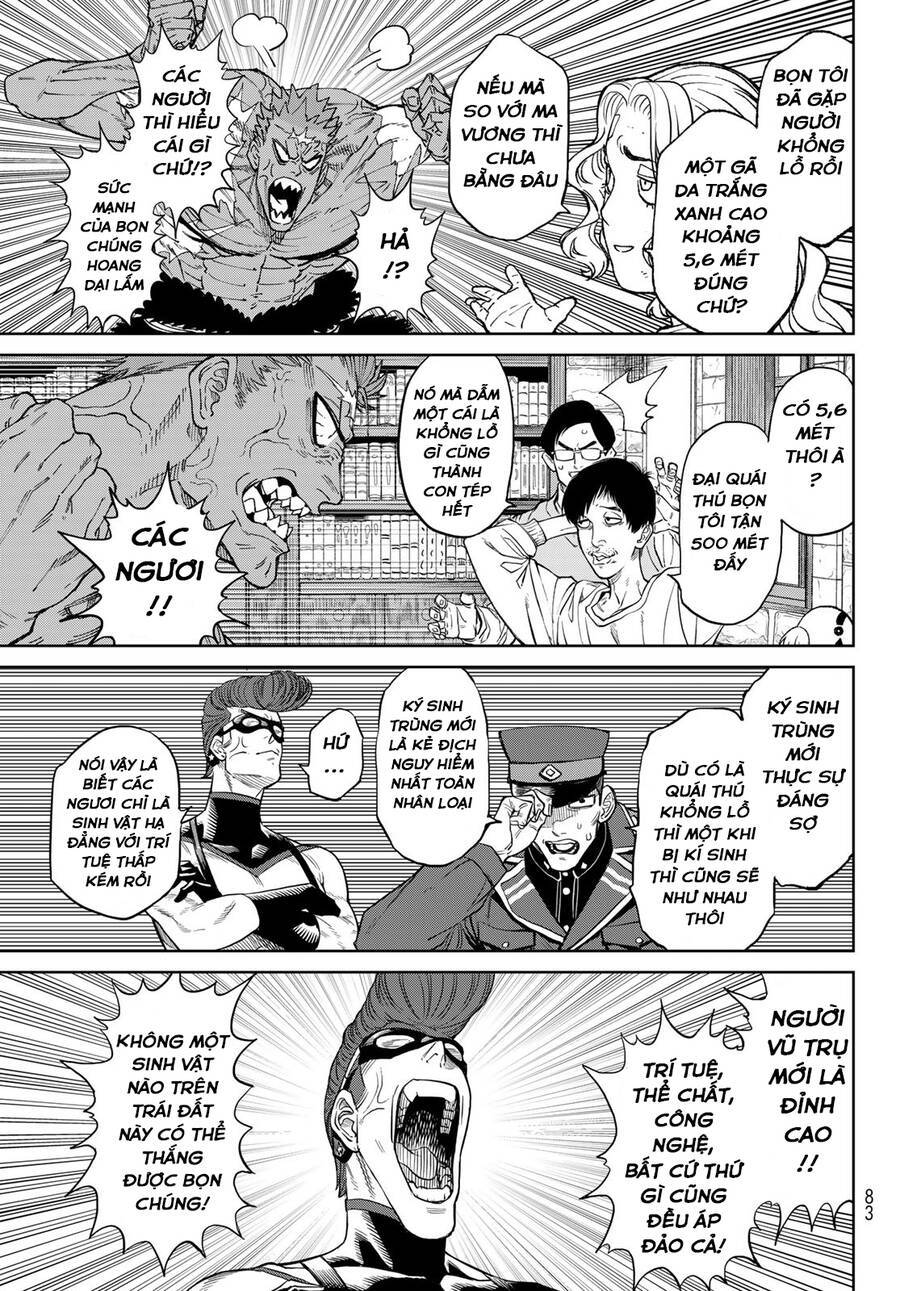 BỌN TÔI
ĐÃ GẶP
NGƯỜI
KHỔNG
LỒ RỒI
MỘT GÃ
DA TRẮNG
XANH CAO
KHOẢNG
5,6 MÉT
ĐÚNG
CHỨ?
NẾU MÀ
SO VỚI MA
VƯƠNG THÌ
CHƯA
BẰNG ĐÂU
HẢ
!?
CÁC
NGƯỜI
THÌ HIỂU
CÁI GÌ
CHỨ!?
SỨC
MẠNH
CỦA BỌN
CHÚNG
HOANG
DẠI LẮM
CÓ 5,6
MÉT
THÔI À
?
ĐẠI QUÁI
THÚ BỌN
TÔI TẬN
500 MÉT
ĐẤY
NÓ MÀ DẪM
MỘT CÁI LÀ
KHỔNG LỒ
GÌ CŨNG
THÀNH
CON TÉP
HẾT
CÁC
NGƯƠI
!!
KÝ SINH
TRÙNG MỚI
THỰC SỰ
ĐÁNG
SỢ
DÙ CÓ LÀ
QUÁI THÚ
KHỔNG LỒ
THÌ MỘT KHI
BỊ KÍ SINH
THÌ CŨNG SẼ
NHƯ NHAU
THÔI
KÝ SINH
TRÙNG MỚI
LÀ KẺ ĐỊCH
NGUY HIỂM
NHẤT TOÀN
NHÂN LOẠI
HỨ
...
NÓI VẬY LÀ
BIẾT CÁC
NGƯƠI CHỈ LÀ
SINH VẬT HẠ
ĐẲNG VỚI TRÍ
TUỆ THẤP
KÉM RỒI
NGƯỜI
VŨ TRỤ
MỚI LÀ
ĐỈNH
CAO
!!
TRÍ TUỆ,
THỂ CHẤT,
CÔNG
NGHỆ,
BẤT CỨ THỨ
GÌ CŨNG
ĐỀU ÁP
ĐẢO CẢ!
KHÔNG MỘT
SINH VẬT
NÀO TRÊN
TRÁI ĐẤT
NÀY CÓ THỂ
THẮNG
ĐƯỢC BỌN
CHÚNG!
83